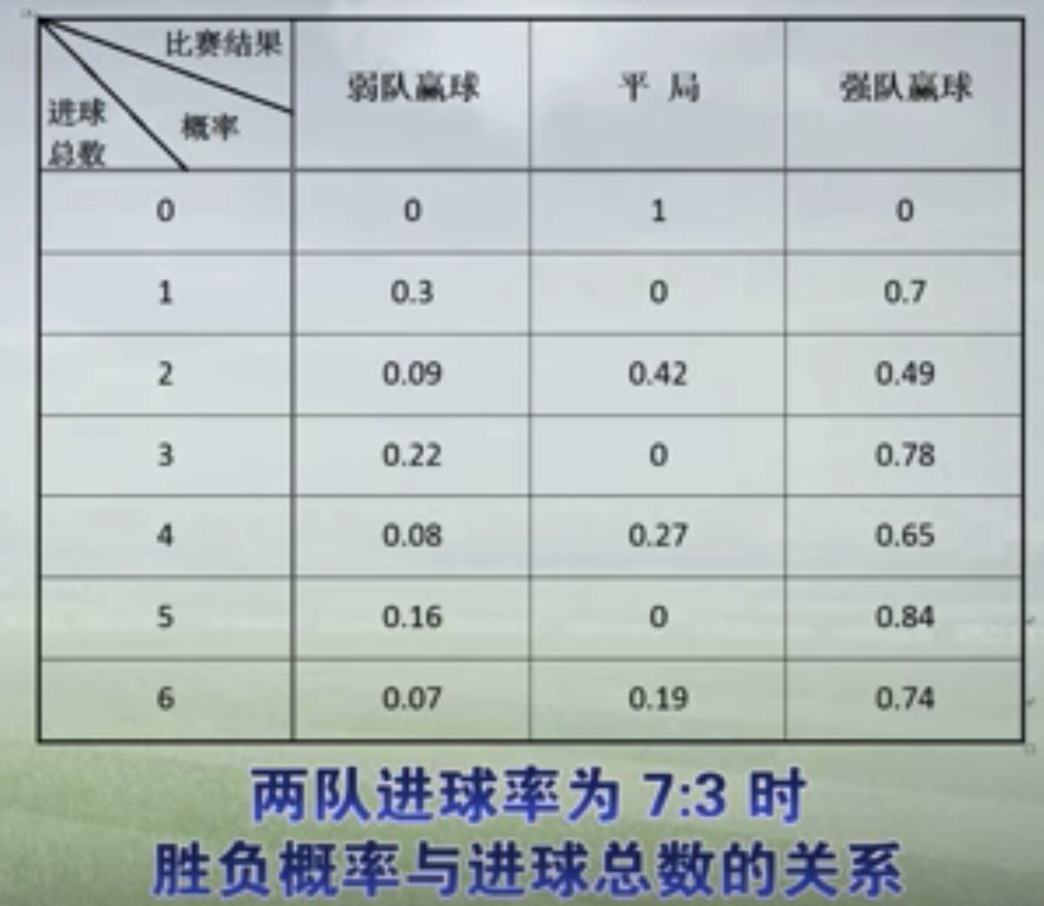 比赛结果
进球
总数
概率
弱队赢球 平 局 强队赢球
0 0 1 0
1 0.3 0 0.7
2 0.09 0.42 0.49
3 0.22 0 0.78
4 0.08 0.27 0.65
5 0.16 0 0.84
6 0.07 0.19 0.74
两队进球率为 7:3 时
胜负概率与进球总数的关系